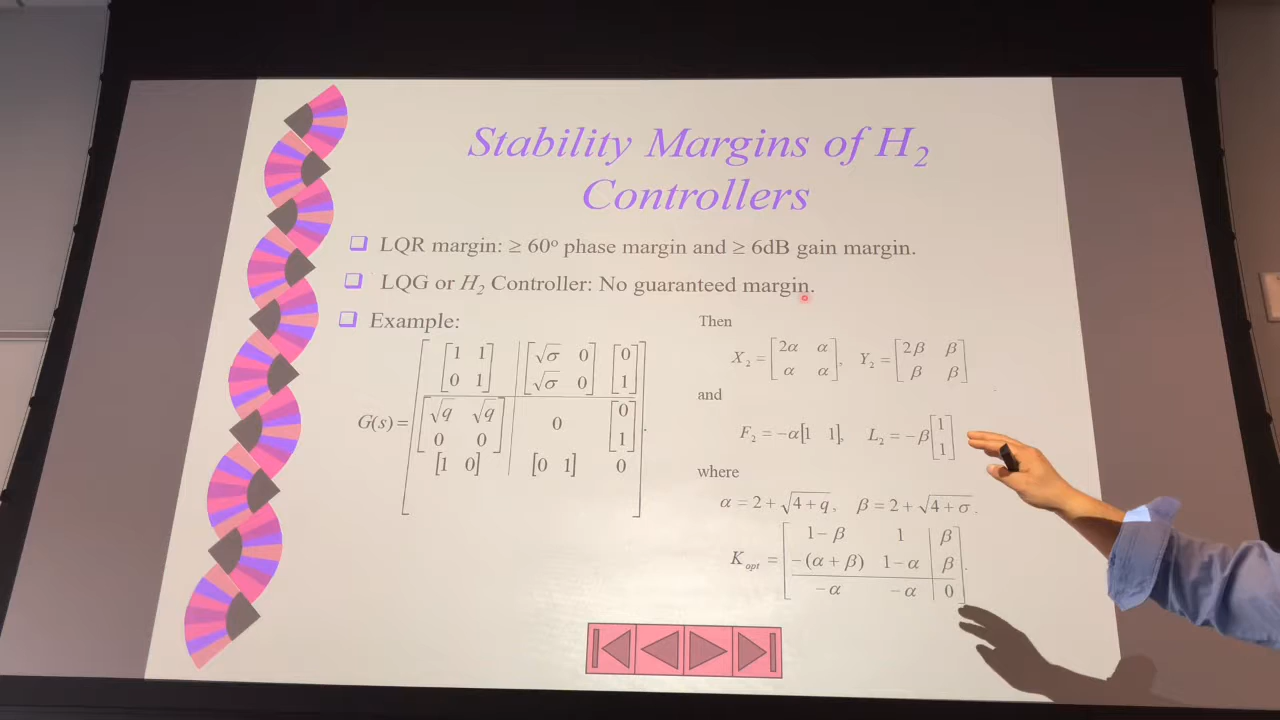 Stability Margins of H₂
Controllers
❑ LQR margin: ≥ 60° phase margin and ≥ 6dB gain margin.
❑ LQG or H₂ Controller: No guaranteed margin.
❑ Example:
G(s) = [ [1 1; 0 1] | [√σ 0; √σ 0] [0; 1]
[√q √q; 0 0] | 0 [0; 1]
[1 0] | [0 1] 0 ].
Then
X₂ = [2α α; α α], Y₂ = [2β β; β β]
and
F₂ = −α[1 1], L₂ = −β[1; 1]
where
α = 2 + √(4 + q), β = 2 + √(4 + σ).
K_opt = [ 1 − β 1 | β
−(α + β) 1 − α | β
−α −α | 0 ].